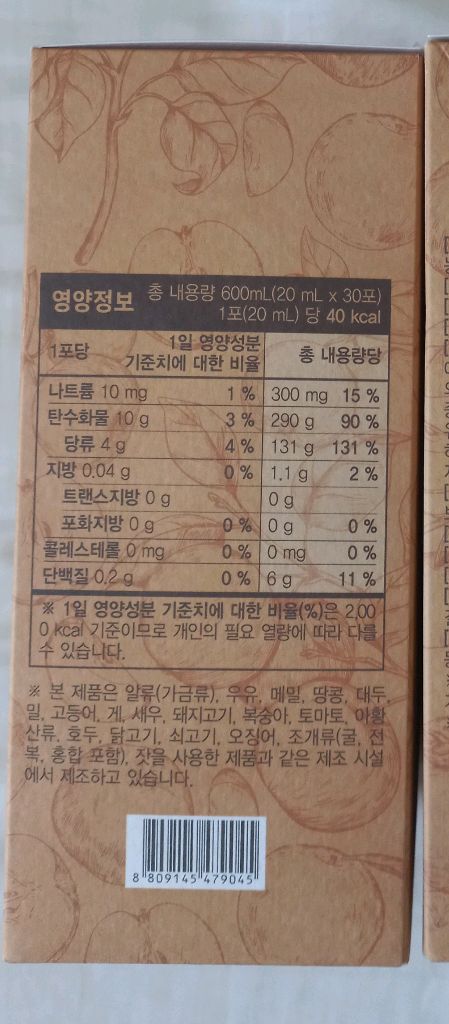 영양정보 총 내용량 600mL(20 mL x 30포)
1포(20 mL) 당 40 kcal
1포당 1일 영양성분 기준치에 대한 비율 총 내용량당
나트륨 10 mg 1 % 300 mg 15 %
탄수화물 10 g 3 % 290 g 90 %
당류 4 g 4 % 131 g 131 %
지방 0.04 g 0 % 1.1 g 2 %
트랜스지방 0 g 0 g
포화지방 0 g 0 % 0 g 0 %
콜레스테롤 0 mg 0 % 0 mg 0 %
단백질 0.2 g 0 % 6 g 11 %
※ 1일 영양성분 기준치에 대한 비율(%)은 2,00
0 kcal 기준이므로 개인의 필요 열량에 따라 다를
수 있습니다.
※ 본 제품은 알류(가금류), 우유, 메밀, 땅콩, 대두,
밀, 고등어, 게, 새우, 돼지고기, 복숭아, 토마토, 아황
산류, 호두, 닭고기, 쇠고기, 오징어, 조개류(굴, 전
복, 홍합 포함), 잣을 사용한 제품과 같은 제조 시설
에서 제조하고 있습니다.
8 809145 479045